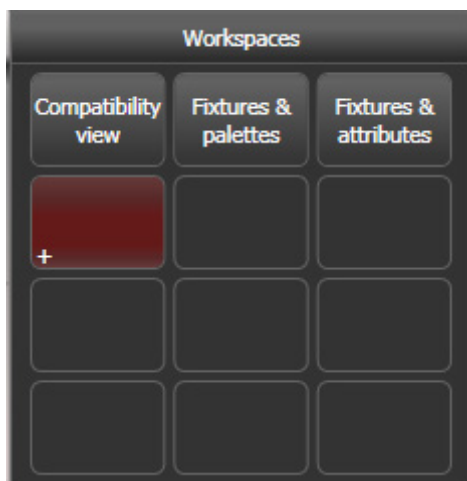 Workspaces
Compatibility Fixtures & Fixtures &
view palettes attributes
+